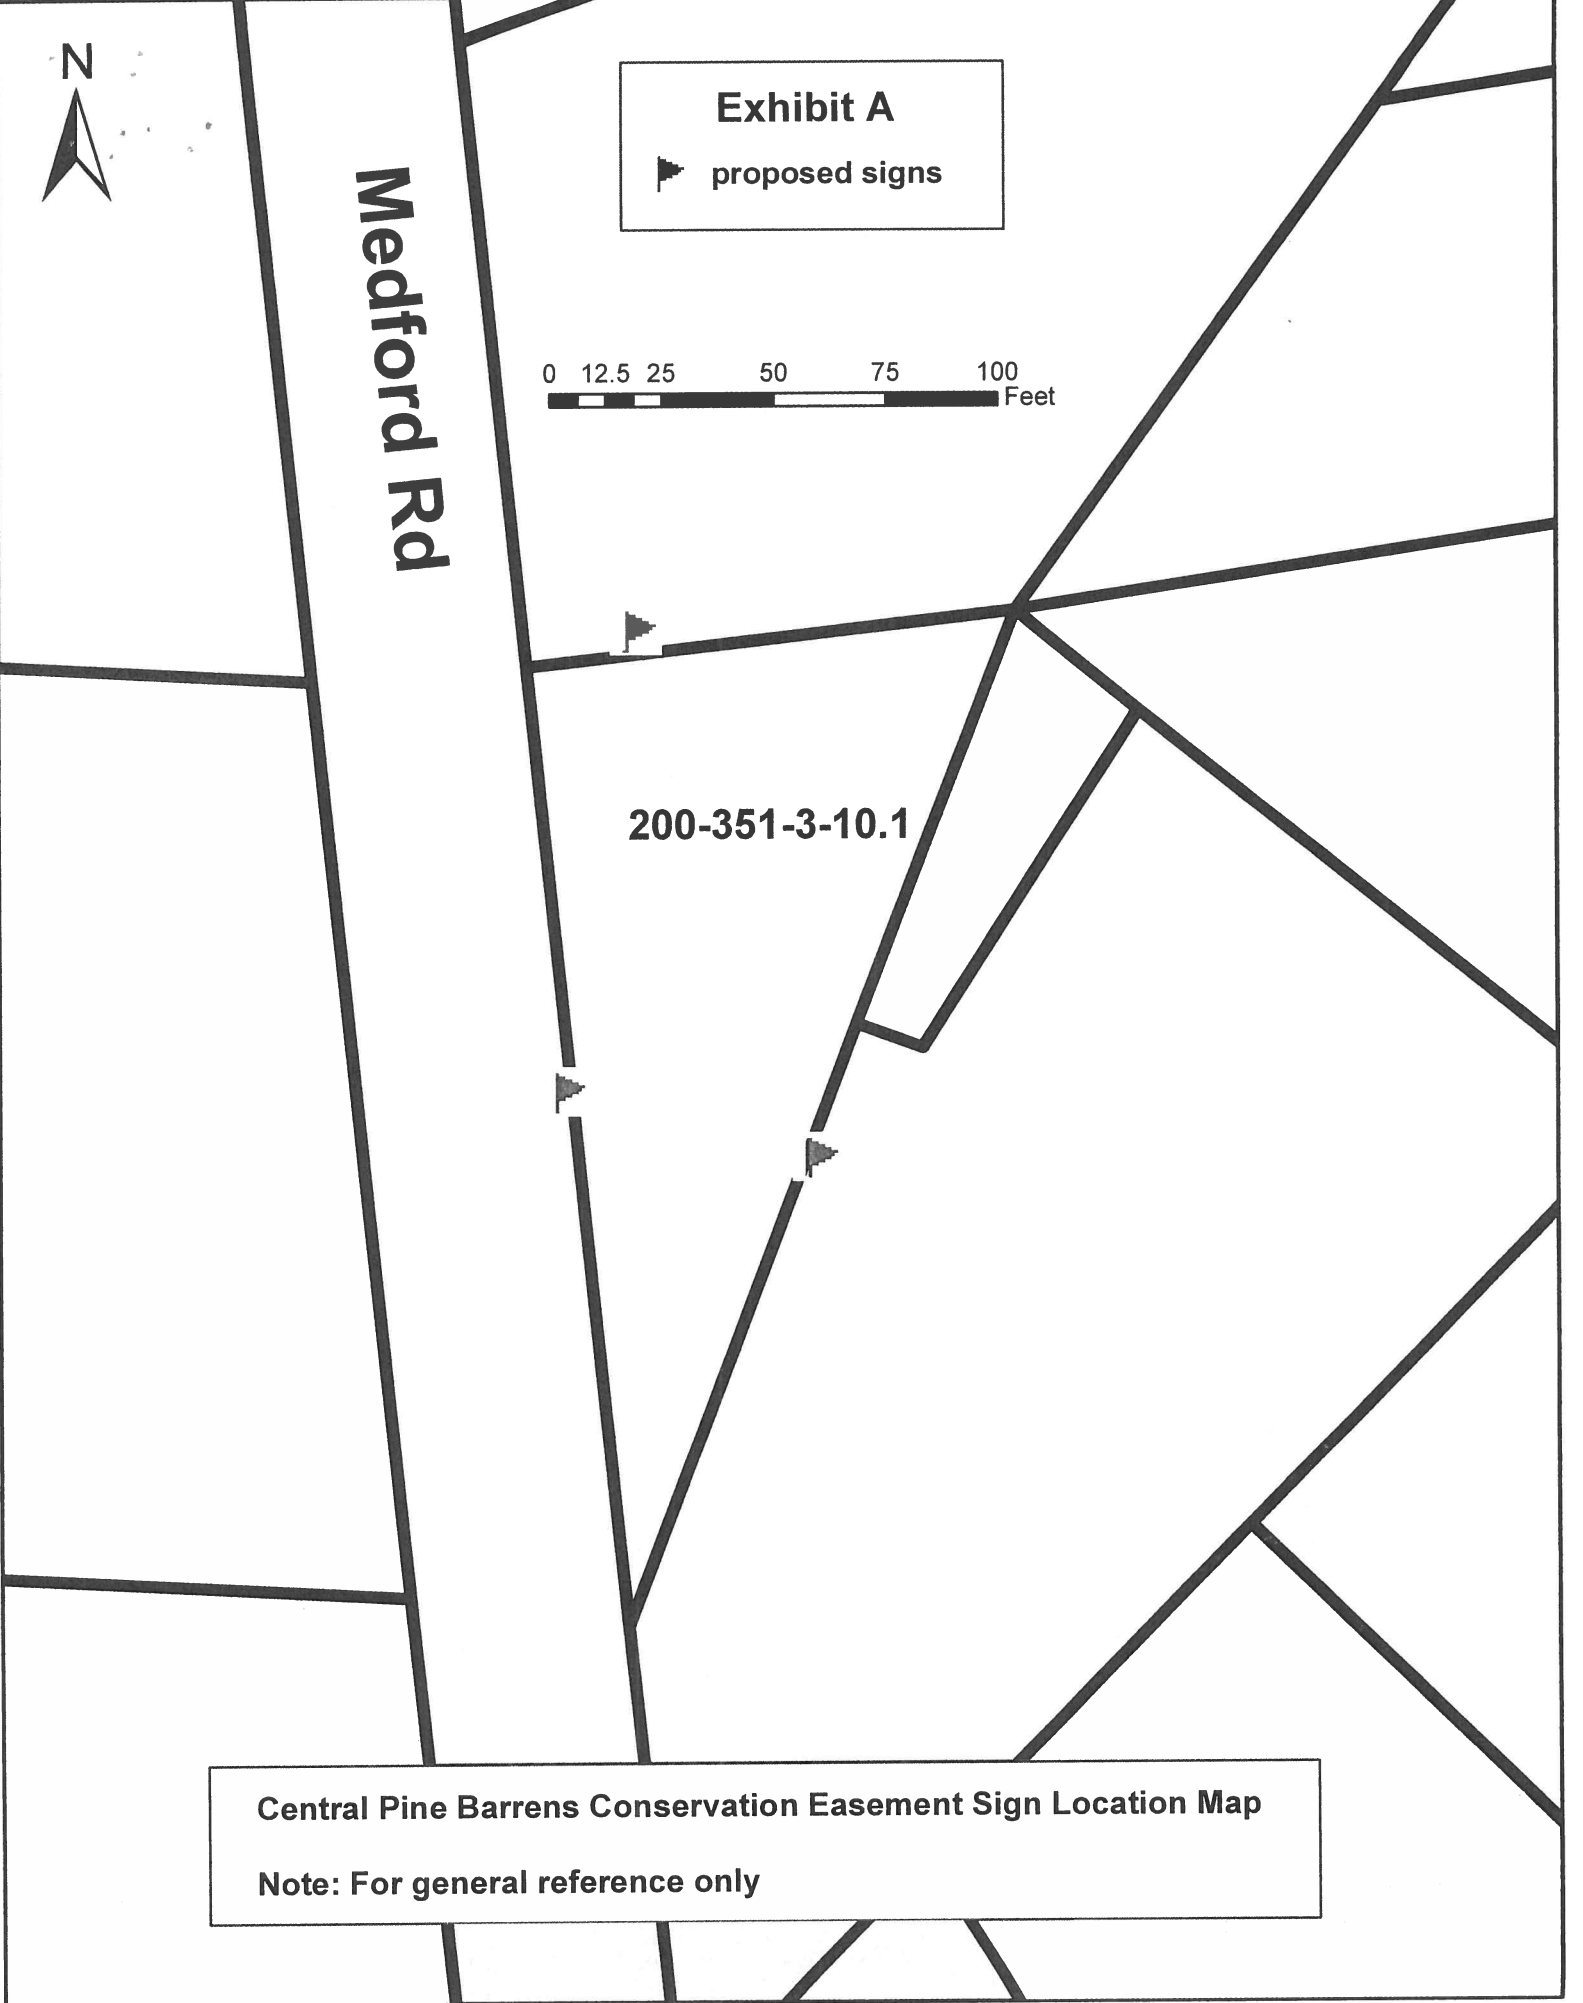 N
Exhibit A
proposed signs
Medford Rd
0 12.5 25 50 75 100
Feet
200-351-3-10.1
Central Pine Barrens Conservation Easement Sign Location Map
Note: For general reference only